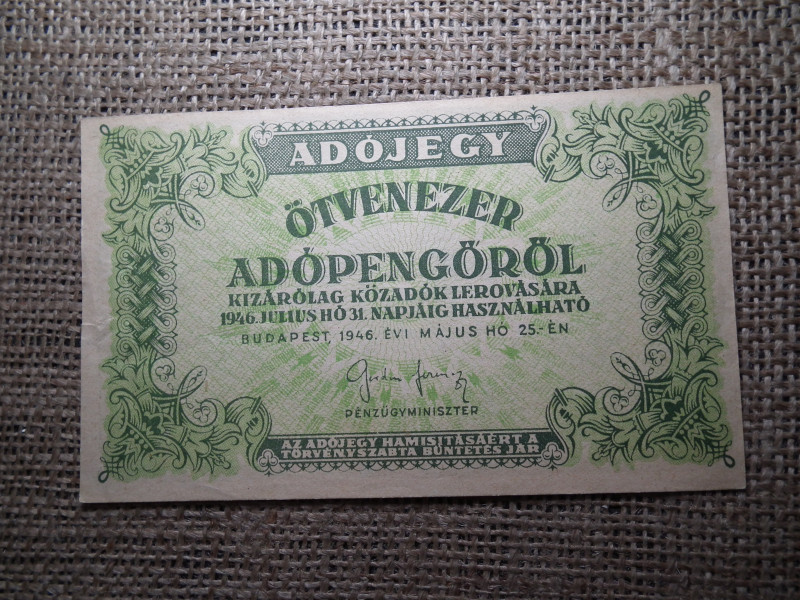 ADÓJEGY
ÖTVENEZER
ADÓPENGŐRŐL
KIZÁRÓLAG KÖZADÓK LEROVÁSÁRA
1946. JULIUS HÓ 31. NAPJÁIG HASZNÁLHATÓ
BUDAPEST, 1946. ÉVI MÁJUS HÓ 25.-ÉN
PÉNZÜGYMINISZTER
AZ ADÓJEGY HAMISITÁSÁÉRT A
TÖRVÉNYSZABTA BÜNTETÉS JÁR